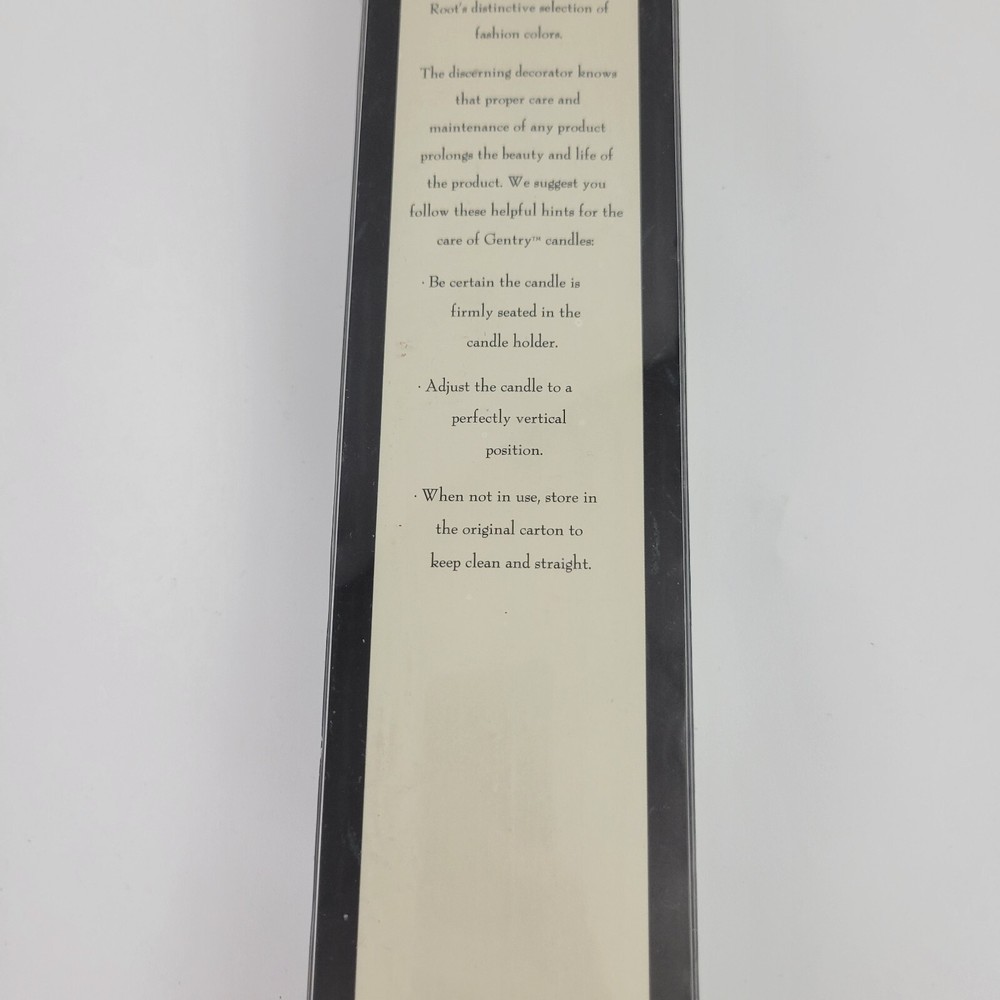 Root's distinctive selection of
fashion colors.
The discerning decorator knows
that proper care and
maintenance of any product
prolongs the beauty and life of
the product. We suggest you
follow these helpful hints for the
care of Gentry™ candles:
· Be certain the candle is
firmly seated in the
candle holder.
· Adjust the candle to a
perfectly vertical
position.
· When not in use, store in
the original carton to
keep clean and straight.